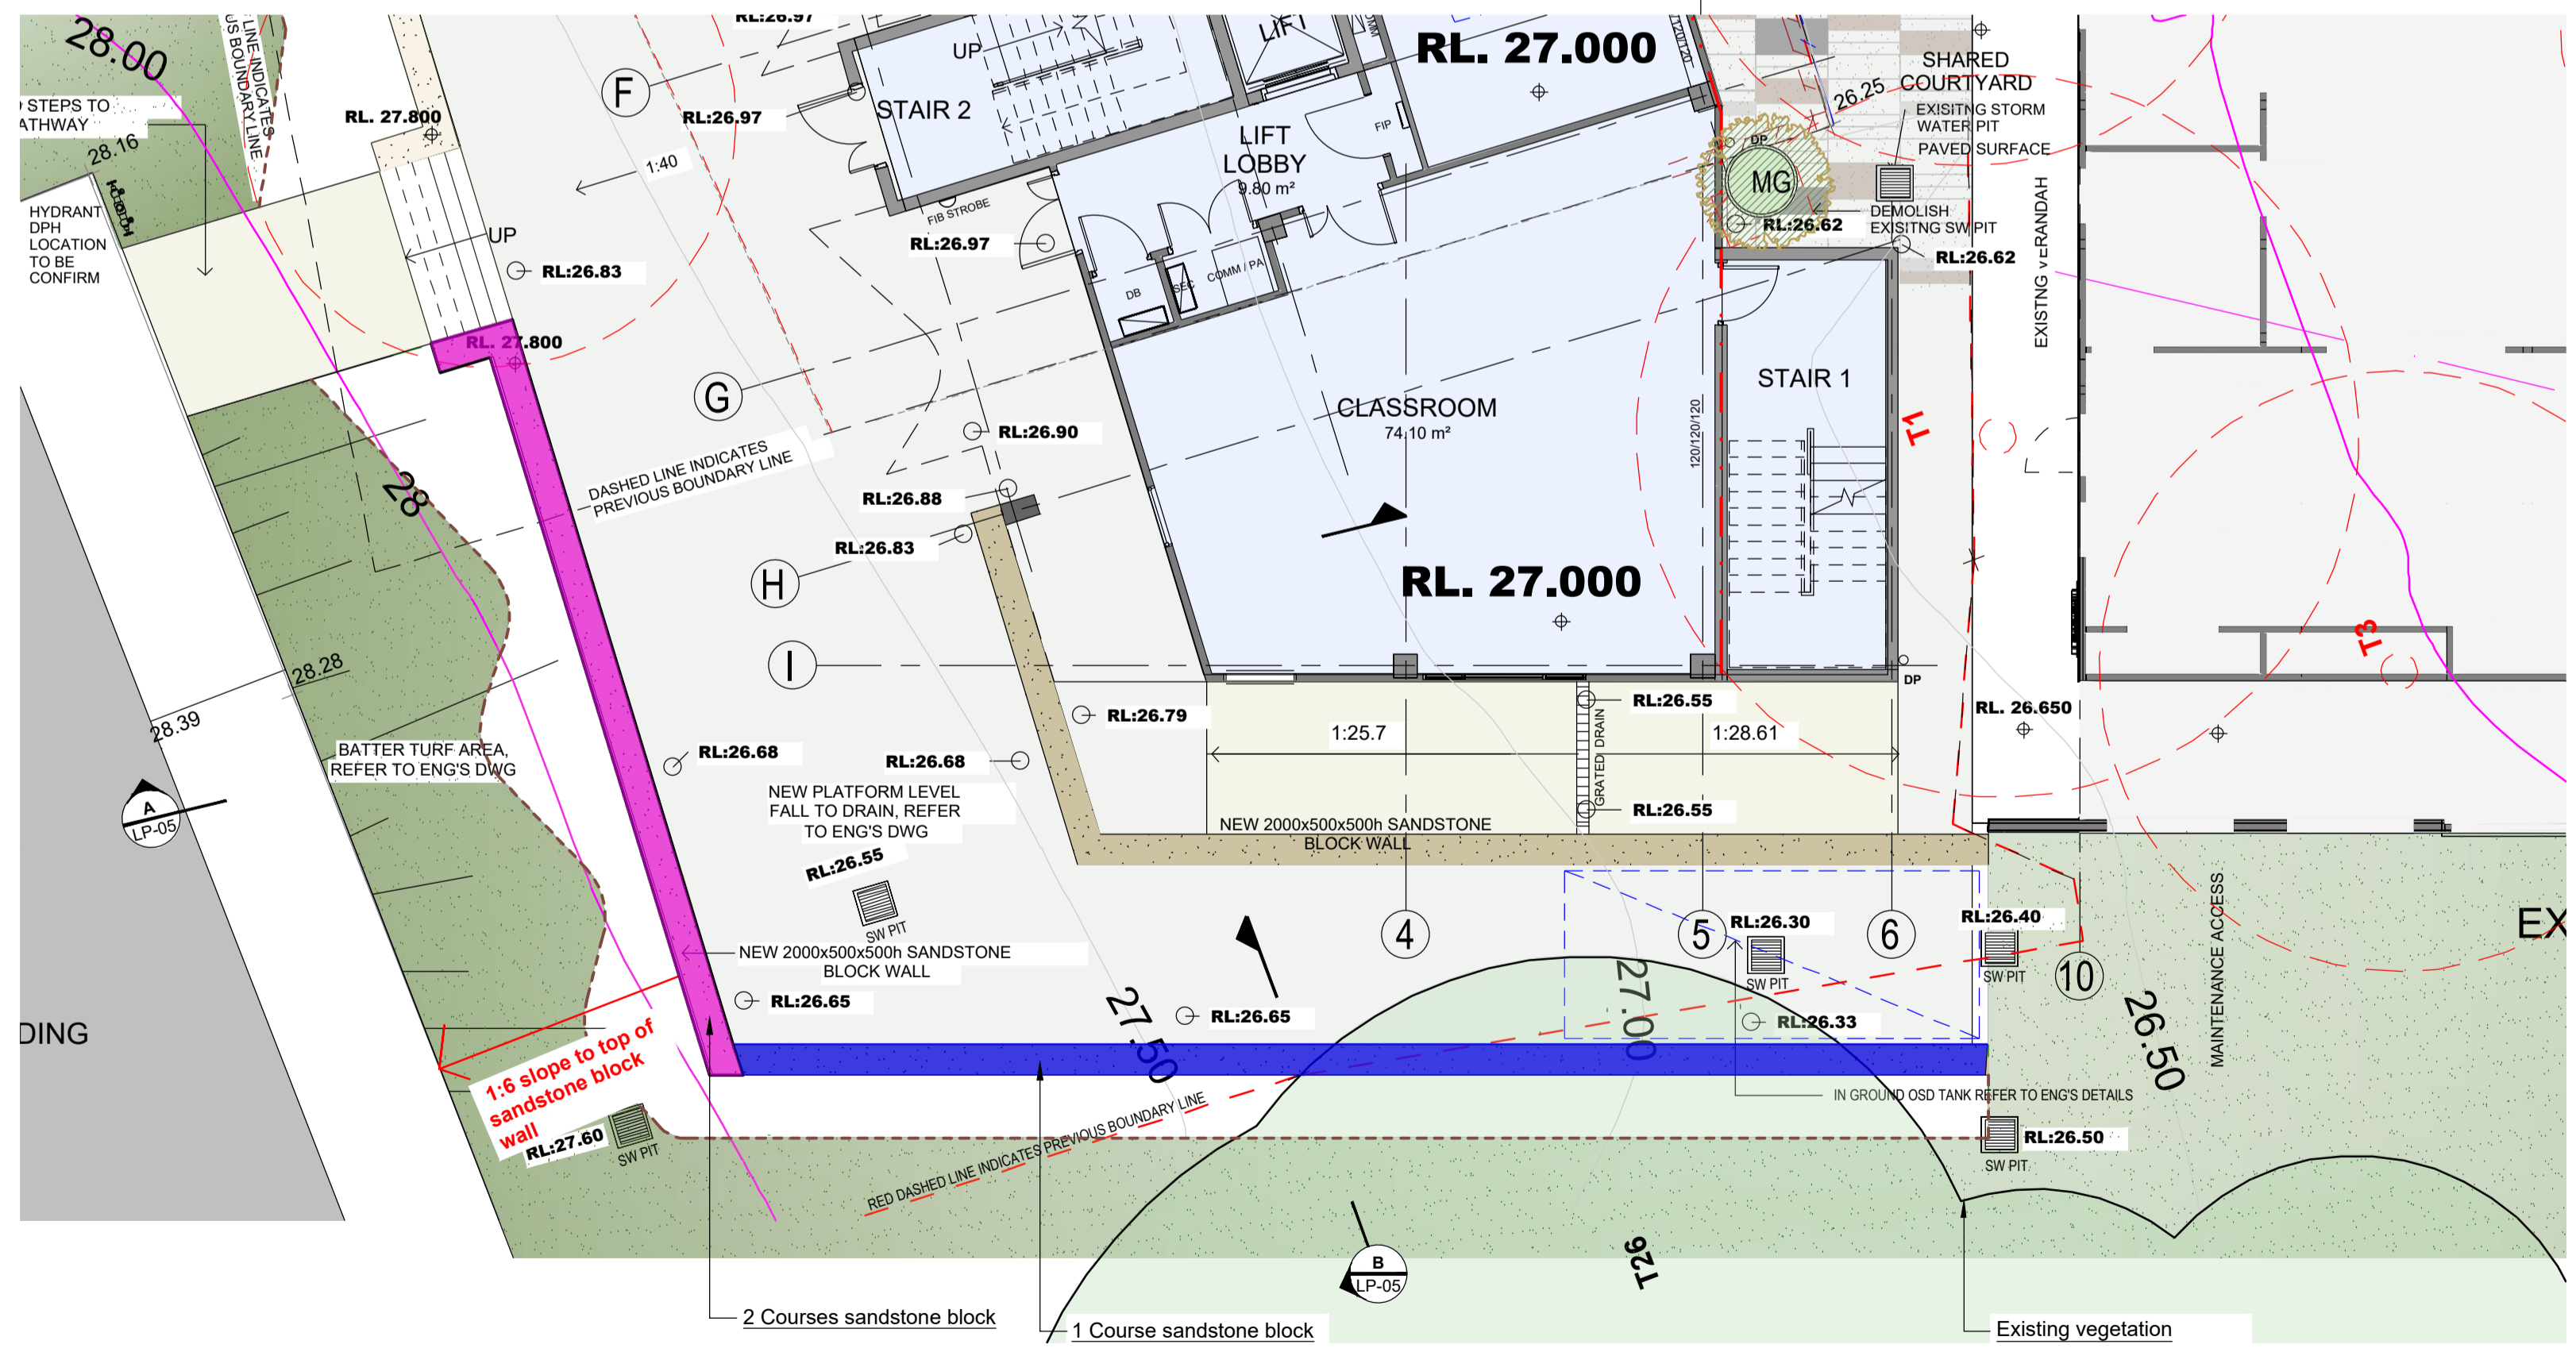 RL:26.97
28.00
LINE INDICATES
US BOUNDARY LINE
STEPS TO
ATHWAY
28.16
HYDRANT
DPH
LOCATION
TO BE
CONFIRM
RL. 27.800
UP
RL:26.83
RL. 27.800
F
1:40
RL:26.97
STAIR 2
UP
LIFT
LIFT
LOBBY
9.80 m²
FIP
FIB STROBE
RL:26.97
DB
SEC
COMM / PA
RL. 27.000
120/120
SHARED
COURTYARD
26.25
EXISITNG STORM
WATER PIT
PAVED SURFACE
DP
MG
DEMOLISH
EXISITNG SW PIT
RL:26.62
RL:26.62
EXISITNG VERANDAH
G
DASHED LINE INDICATES
PREVIOUS BOUNDARY LINE
RL:26.90
RL:26.88
RL:26.83
H
I
CLASSROOM
74.10 m²
120/120/120
STAIR 1
T1
T3
RL. 27.000
28
28.28
28.39
BATTER TURF AREA,
REFER TO ENG'S DWG
A
LP-05
RL:26.68
RL:26.79
RL:26.68
NEW PLATFORM LEVEL
FALL TO DRAIN, REFER
TO ENG'S DWG
RL:26.55
SW PIT
1:25.7
GRATED DRAIN
RL:26.55
1:28.61
RL:26.55
DP
RL. 26.650
NEW 2000x500x500h SANDSTONE
BLOCK WALL
NEW 2000x500x500h SANDSTONE
BLOCK WALL
RL:26.65
RL:26.65
27.50
27.00
4
5
6
10
RL:26.30
SW PIT
RL:26.33
RL:26.40
SW PIT
MAINTENANCE ACCESS
26.50
EX
DING
1:6 slope to top of
sandstone block
wall
RL:27.60
SW PIT
RED DASHED LINE INDICATES PREVIOUS BOUNDARY LINE
IN GROUND OSD TANK REFER TO ENG'S DETAILS
RL:26.50
SW PIT
T26
B
LP-05
2 Courses sandstone block
1 Course sandstone block
Existing vegetation